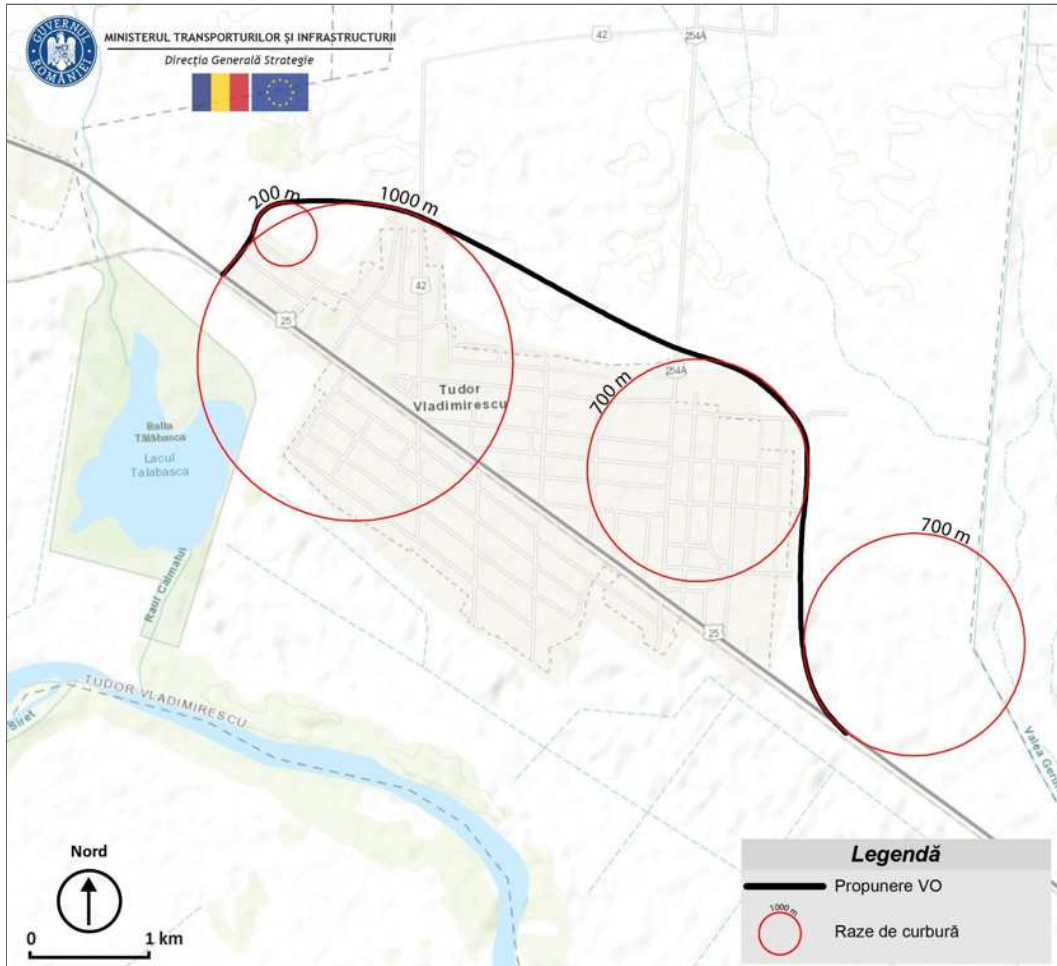 GUVERNUL ROMÂNIEI
MINISTERUL TRANSPORTURILOR ȘI INFRASTRUCTURII
Direcția Generală Strategie
42
254A
200 m
1000 m
42
25
254A
Tudor
Vladimirescu
700 m
Balta
Tălăbasca
Lacul
Talabasca
700 m
Raul Calmatui
25
TUDOR VLADIMIRESCU
Siret
Nord
0 1 km
Legendă
Propunere VO
1000 m
Raze de curbură